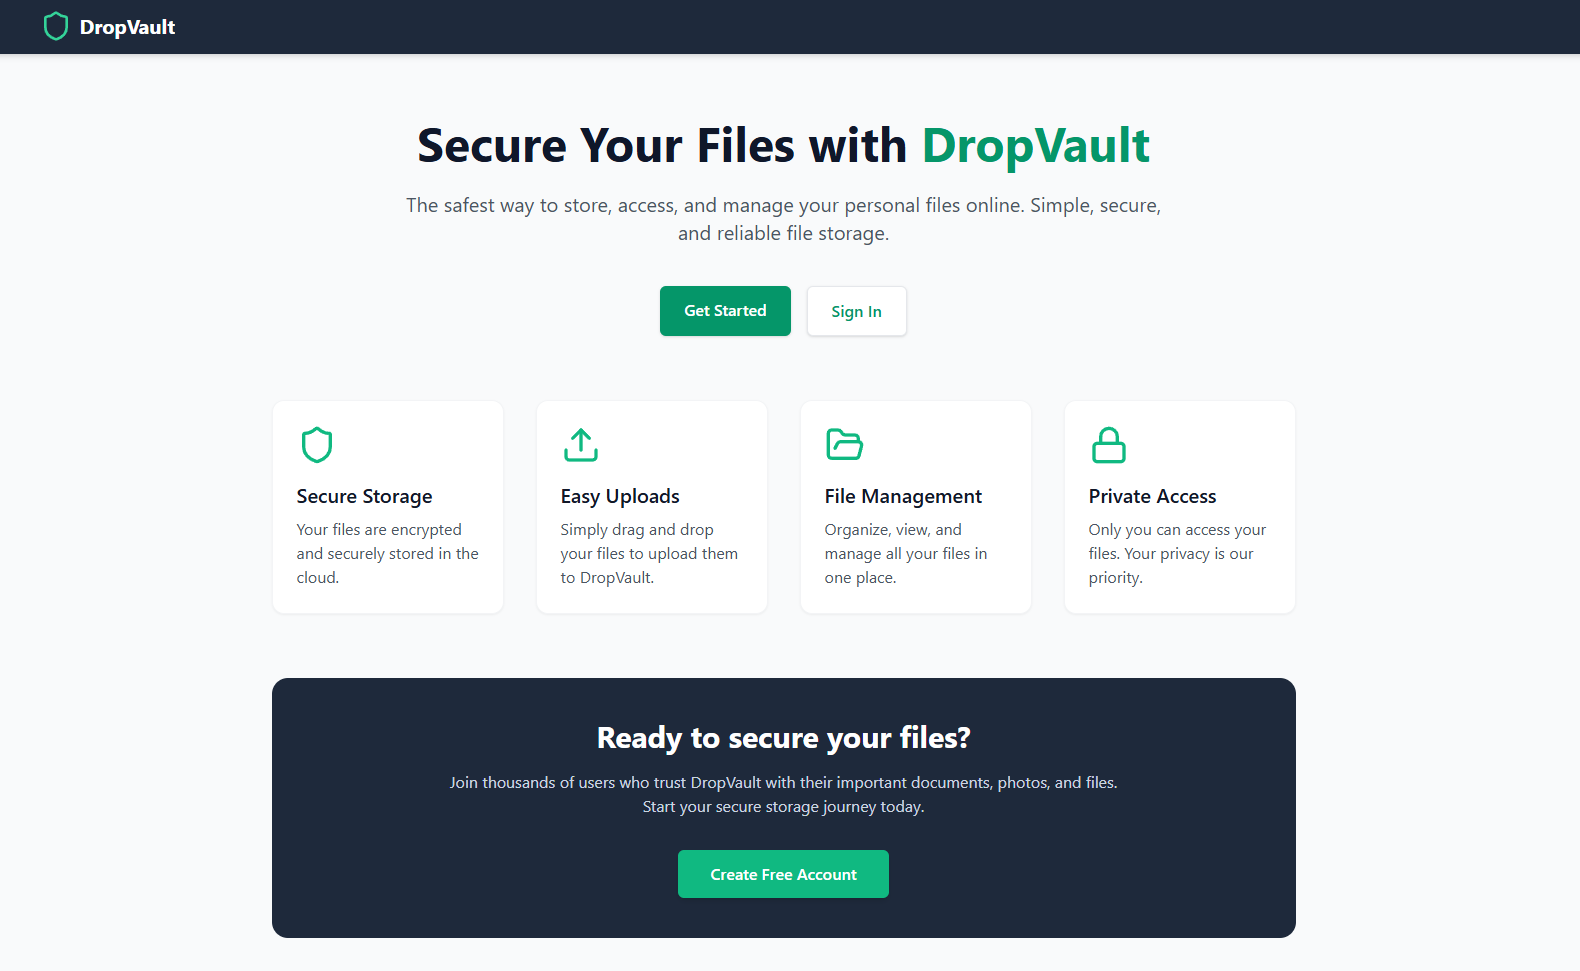 DropVault
Secure Your Files with DropVault
The safest way to store, access, and manage your personal files online. Simple, secure,
and reliable file storage.
Get Started
Sign In
Secure Storage
Your files are encrypted
and securely stored in the
cloud.
Easy Uploads
Simply drag and drop
your files to upload them
to DropVault.
File Management
Organize, view, and
manage all your files in
one place.
Private Access
Only you can access your
files. Your privacy is our
priority.
Ready to secure your files?
Join thousands of users who trust DropVault with their important documents, photos, and files.
Start your secure storage journey today.
Create Free Account